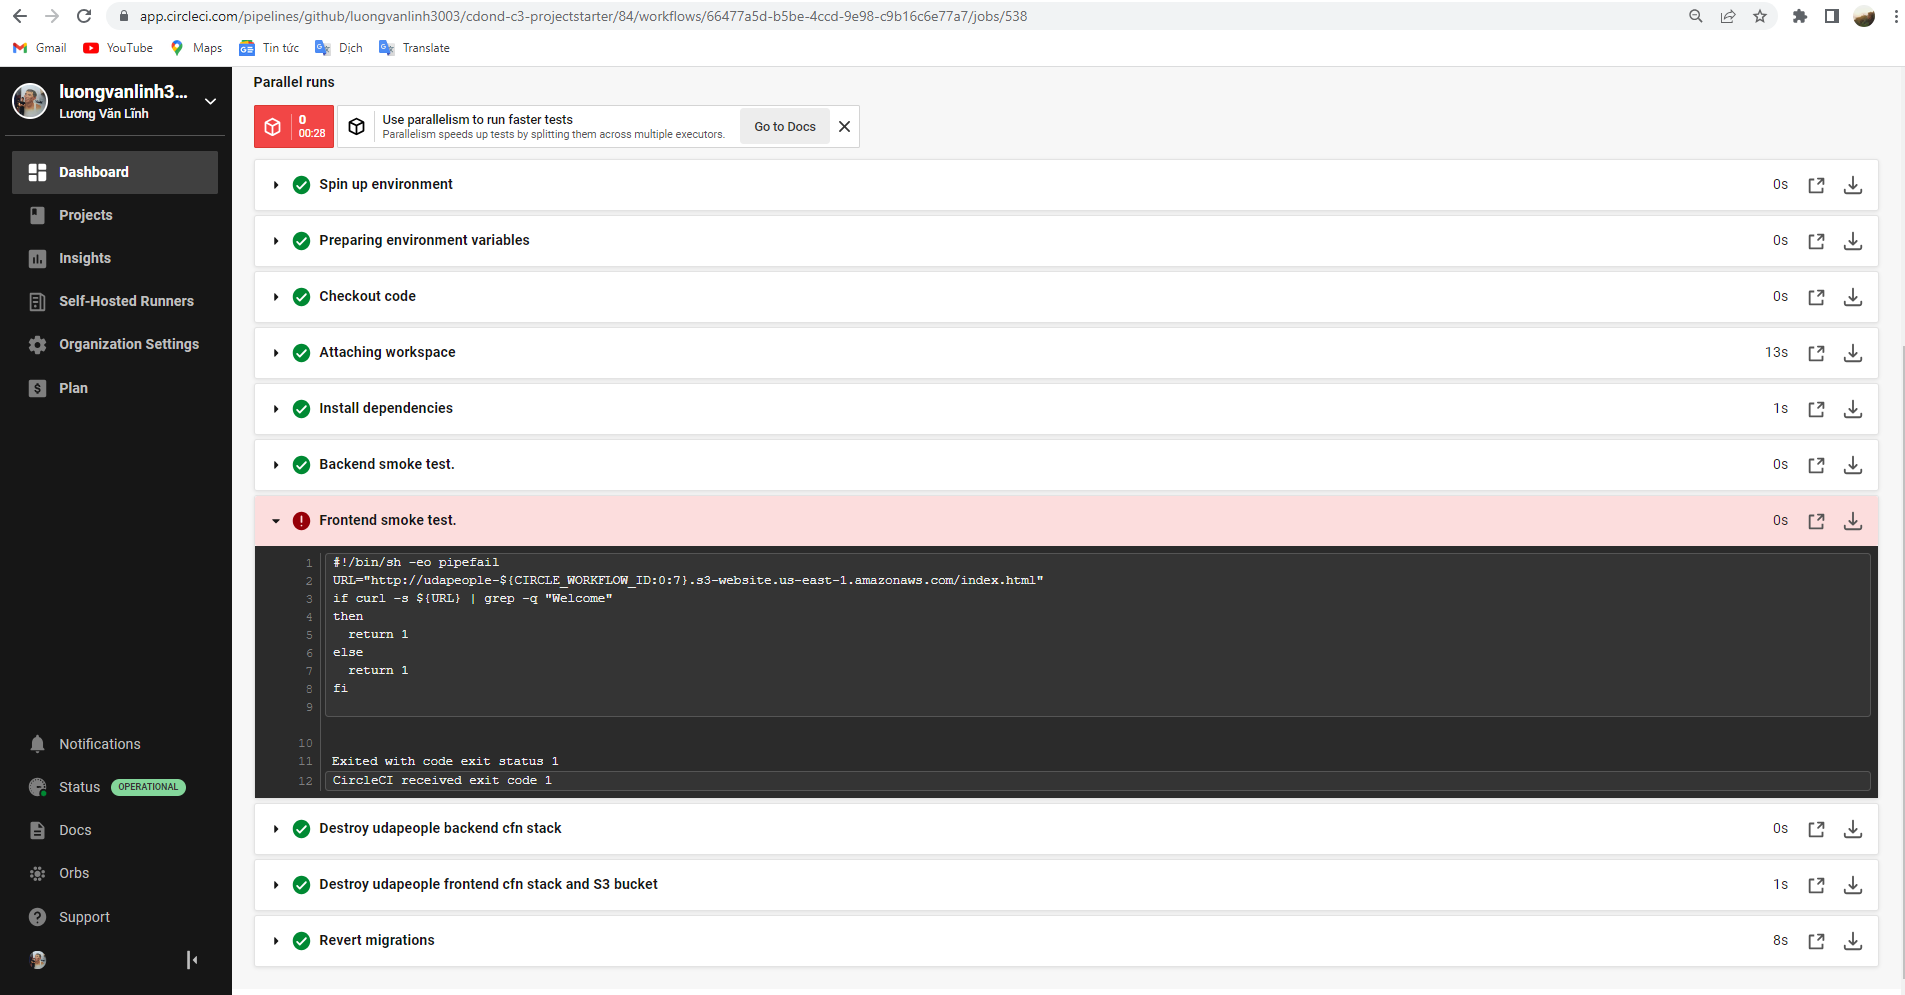 app.circleci.com/pipelines/github/luongvanlinh3003/cdond-c3-projectstarter/84/workflows/66477a5d-b5be-4ccd-9e98-c9b16c6e77a7/jobs/538
Gmail YouTube Maps Tin tức Dịch Translate
luongvanlinh3...
Lương Văn Lĩnh
Dashboard
Projects
Insights
Self-Hosted Runners
Organization Settings
Plan
Notifications
Status OPERATIONAL
Docs
Orbs
Support
Parallel runs
0
00:28
Use parallelism to run faster tests
Parallelism speeds up tests by splitting them across multiple executors.
Go to Docs
Spin up environment 0s
Preparing environment variables 0s
Checkout code 0s
Attaching workspace 13s
Install dependencies 1s
Backend smoke test. 0s
Frontend smoke test. 0s
1 #!/bin/sh -eo pipefail
2 URL="http://udapeople-${CIRCLE_WORKFLOW_ID:0:7}.s3-website.us-east-1.amazonaws.com/index.html"
3 if curl -s ${URL} | grep -q "Welcome"
4 then
5 return 1
6 else
7 return 1
8 fi
9
10
11 Exited with code exit status 1
12 CircleCI received exit code 1
Destroy udapeople backend cfn stack 0s
Destroy udapeople frontend cfn stack and S3 bucket 1s
Revert migrations 8s